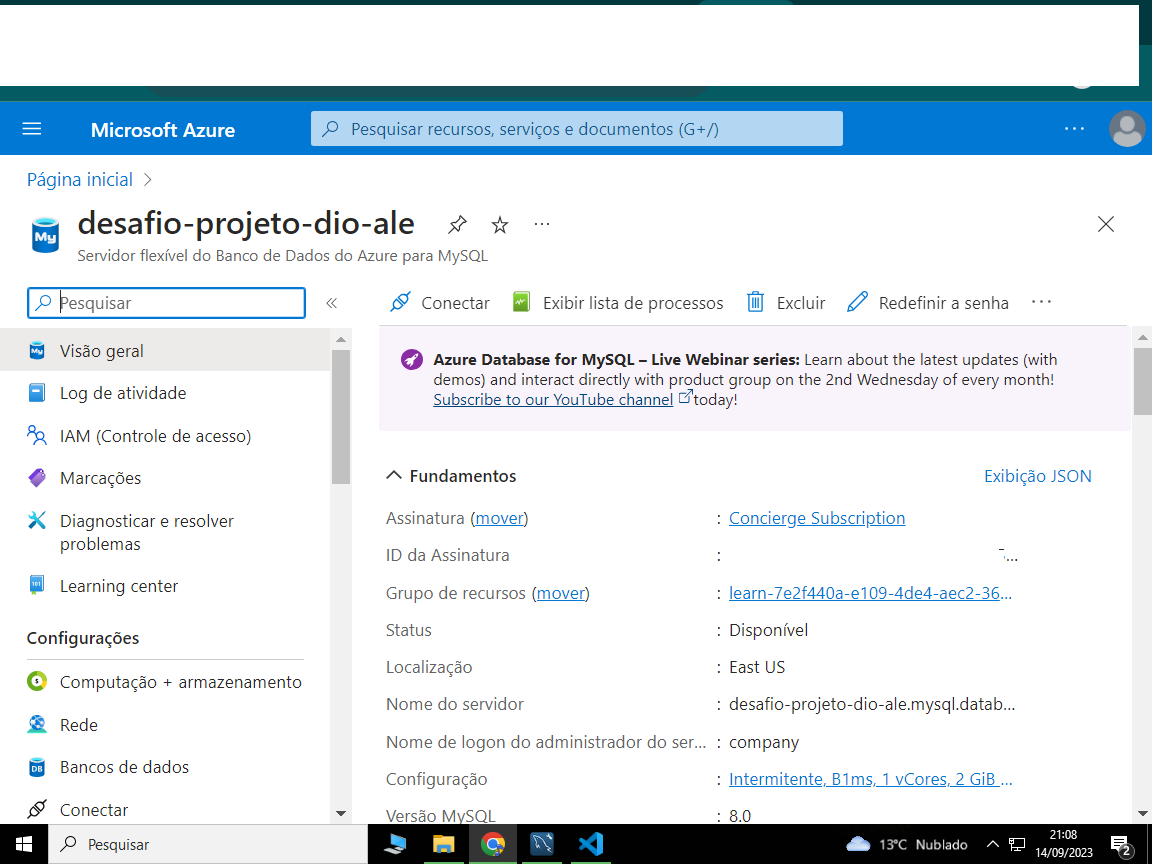 Microsoft Azure
Pesquisar recursos, serviços e documentos (G+/)
Página inicial
desafio-projeto-dio-ale
Servidor flexível do Banco de Dados do Azure para MySQL
Pesquisar
Conectar
Exibir lista de processos
Excluir
Redefinir a senha
Visão geral
Log de atividade
IAM (Controle de acesso)
Marcações
Diagnosticar e resolver
problemas
Learning center
Configurações
Computação + armazenamento
Rede
Bancos de dados
Conectar
Azure Database for MySQL – Live Webinar series: Learn about the latest updates (with
demos) and interact directly with product group on the 2nd Wednesday of every month!
Subscribe to our YouTube channel today!
Fundamentos
Exibição JSON
Assinatura (mover) : Concierge Subscription
ID da Assinatura : ...
Grupo de recursos (mover) : learn-7e2f440a-e109-4de4-aec2-36...
Status : Disponível
Localização : East US
Nome do servidor : desafio-projeto-dio-ale.mysql.datab...
Nome de logon do administrador do ser... : company
Configuração : Intermitente, B1ms, 1 vCores, 2 GiB ...
Versão MySQL : 8.0
Pesquisar
13°C Nublado
21:08
14/09/2023
2